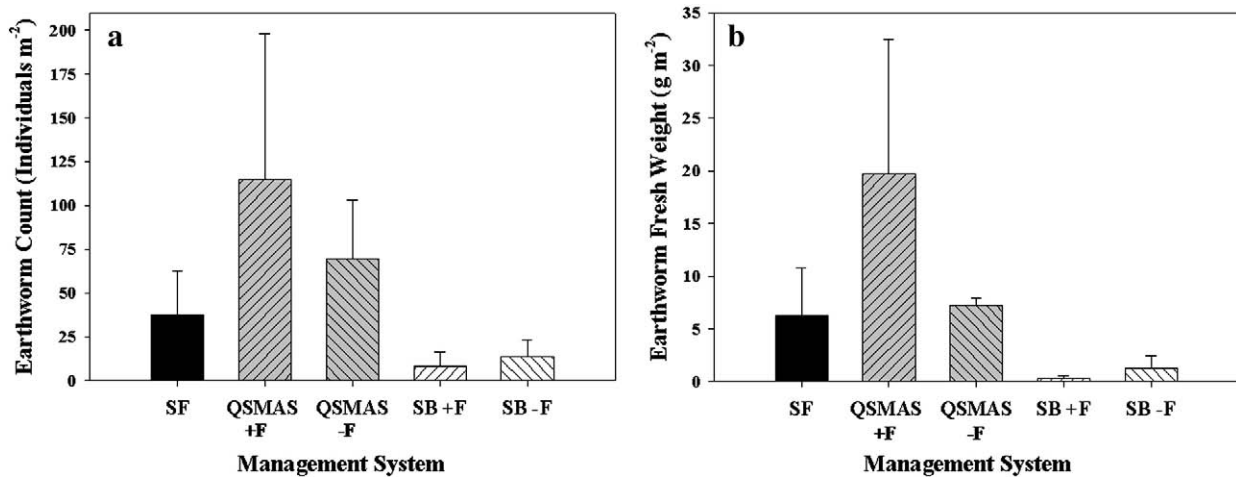 a
Earthworm Count (Individuals m⁻²)
200
175
150
125
100
75
50
25
0
SF QSMAS QSMAS SB +F SB -F
+F -F
Management System
b
Earthworm Fresh Weight (g m⁻²)
35
30
25
20
15
10
5
0
SF QSMAS QSMAS SB +F SB -F
+F -F
Management System